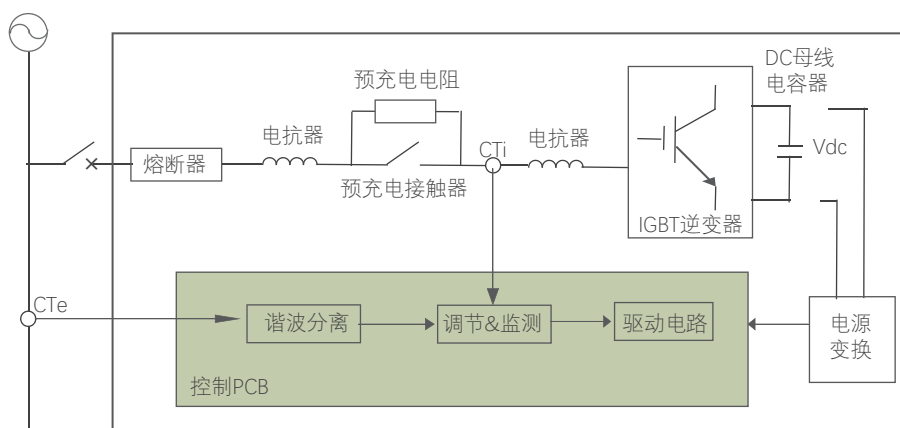 DC母线
电容器
预充电电阻
电抗器
CTi
电抗器
Vdc
熔断器
预充电接触器
IGBT逆变器
CTe
谐波分离
调节&监测
驱动电路
电源
变换
控制PCB